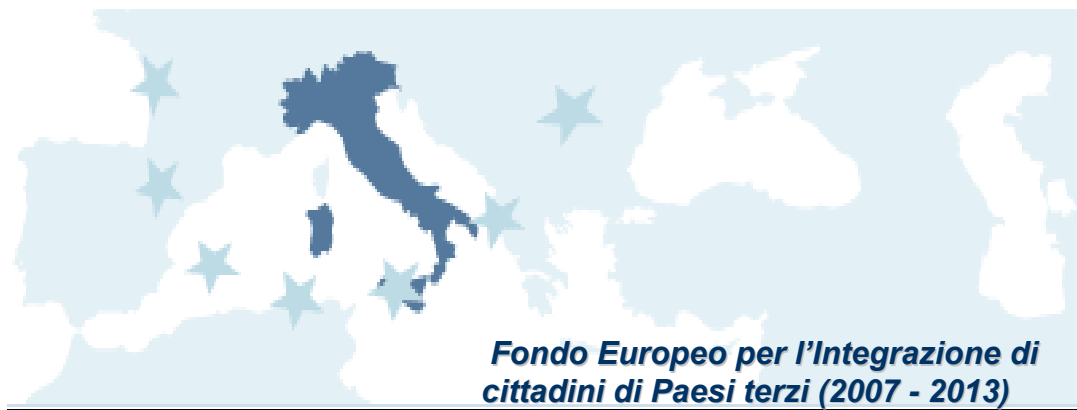 Fondo Europeo per l’Integrazione di
cittadini di Paesi terzi (2007 - 2013)